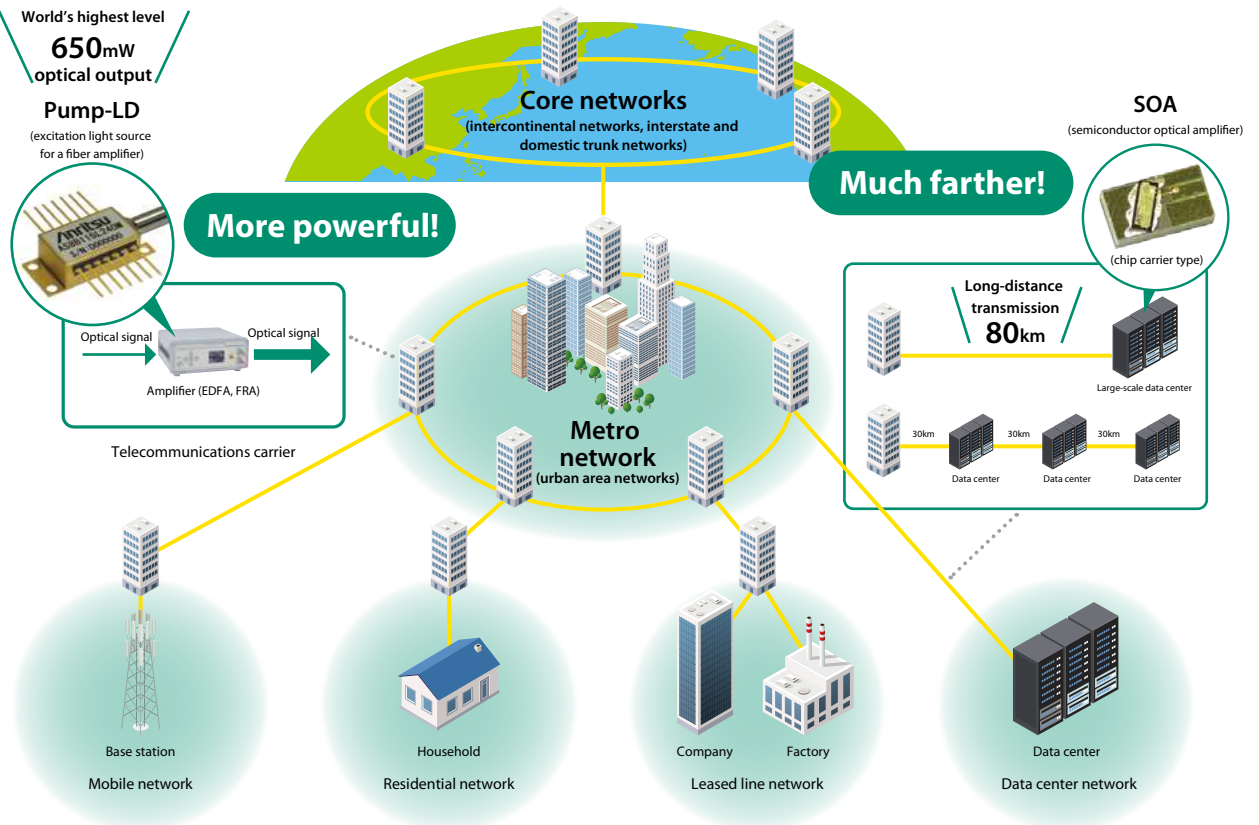 World's highest level
650mW
optical output
Pump-LD
(excitation light source
for a fiber amplifier)
Anritsu
AS8B115L240M
S/N:D000000
More powerful!
Optical signal
Optical signal
Amplifier (EDFA, FRA)
Telecommunications carrier
Core networks
(intercontinental networks, interstate and
domestic trunk networks)
Much farther!
SOA
(semiconductor optical amplifier)
(chip carrier type)
Long-distance
transmission
80km
Large-scale data center
30km
30km
30km
Data center
Data center
Data center
Metro
network
(urban area networks)
Base station
Mobile network
Household
Residential network
Company
Factory
Leased line network
Data center
Data center network